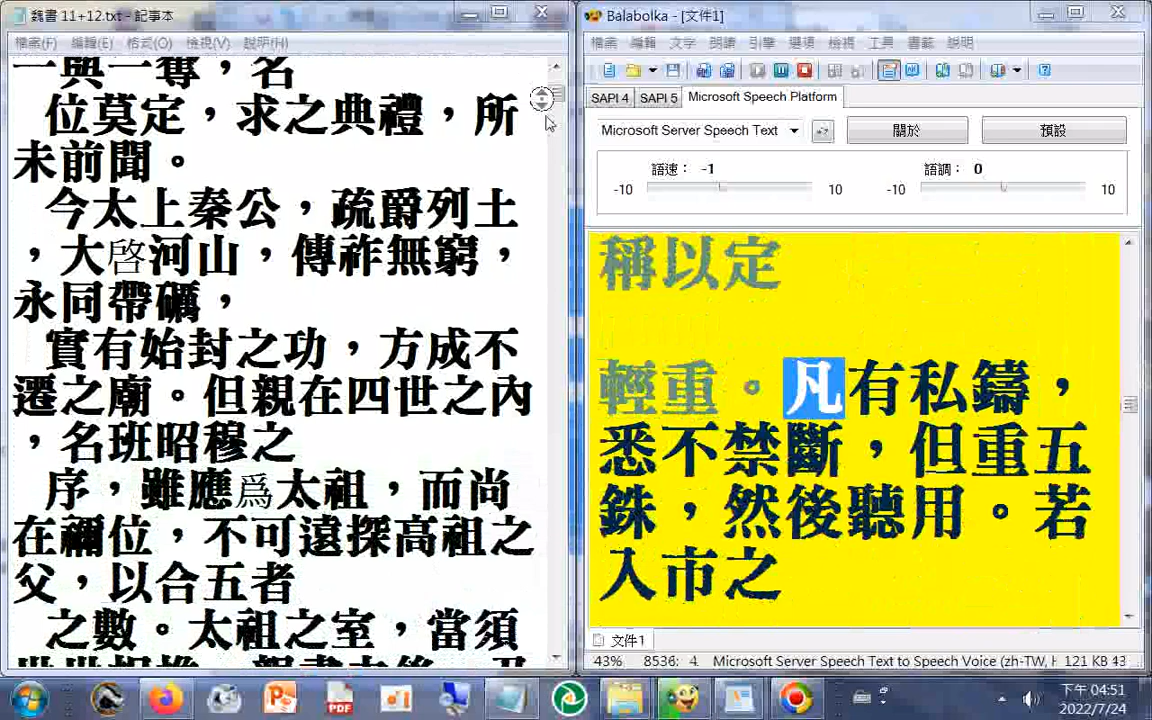 魏書 11+12.txt - 記事本
檔案(F) 編輯(E) 格式(O) 檢視(V) 說明(H)
一與一奪，名
位莫定，求之典禮，所
未前聞。
今太上秦公，疏爵列土
，大啓河山，傳祚無窮，
永同帶礪，
實有始封之功，方成不
遷之廟。但親在四世之內
，名班昭穆之
序，雖應爲太祖，而尚
在禰位，不可遠探高祖之
父，以合五者
之數。太祖之室，當須
Balabolka - [文件1]
檔案 編輯 文字 朗讀 引擎 選項 檢視 工具 書籤 說明
SAPI 4 SAPI 5 Microsoft Speech Platform
Microsoft Server Speech Text 關於 預設
語速： -1 語調： 0
-10 10 -10 10
稱以定
輕重。凡有私鑄，
悉不禁斷，但重五
銖，然後聽用。若
入市之
文件1
43% 8536: 4 Microsoft Server Speech Text to Speech Voice (zh-TW, H 121 KB 43
下午 04:51
2022/7/24